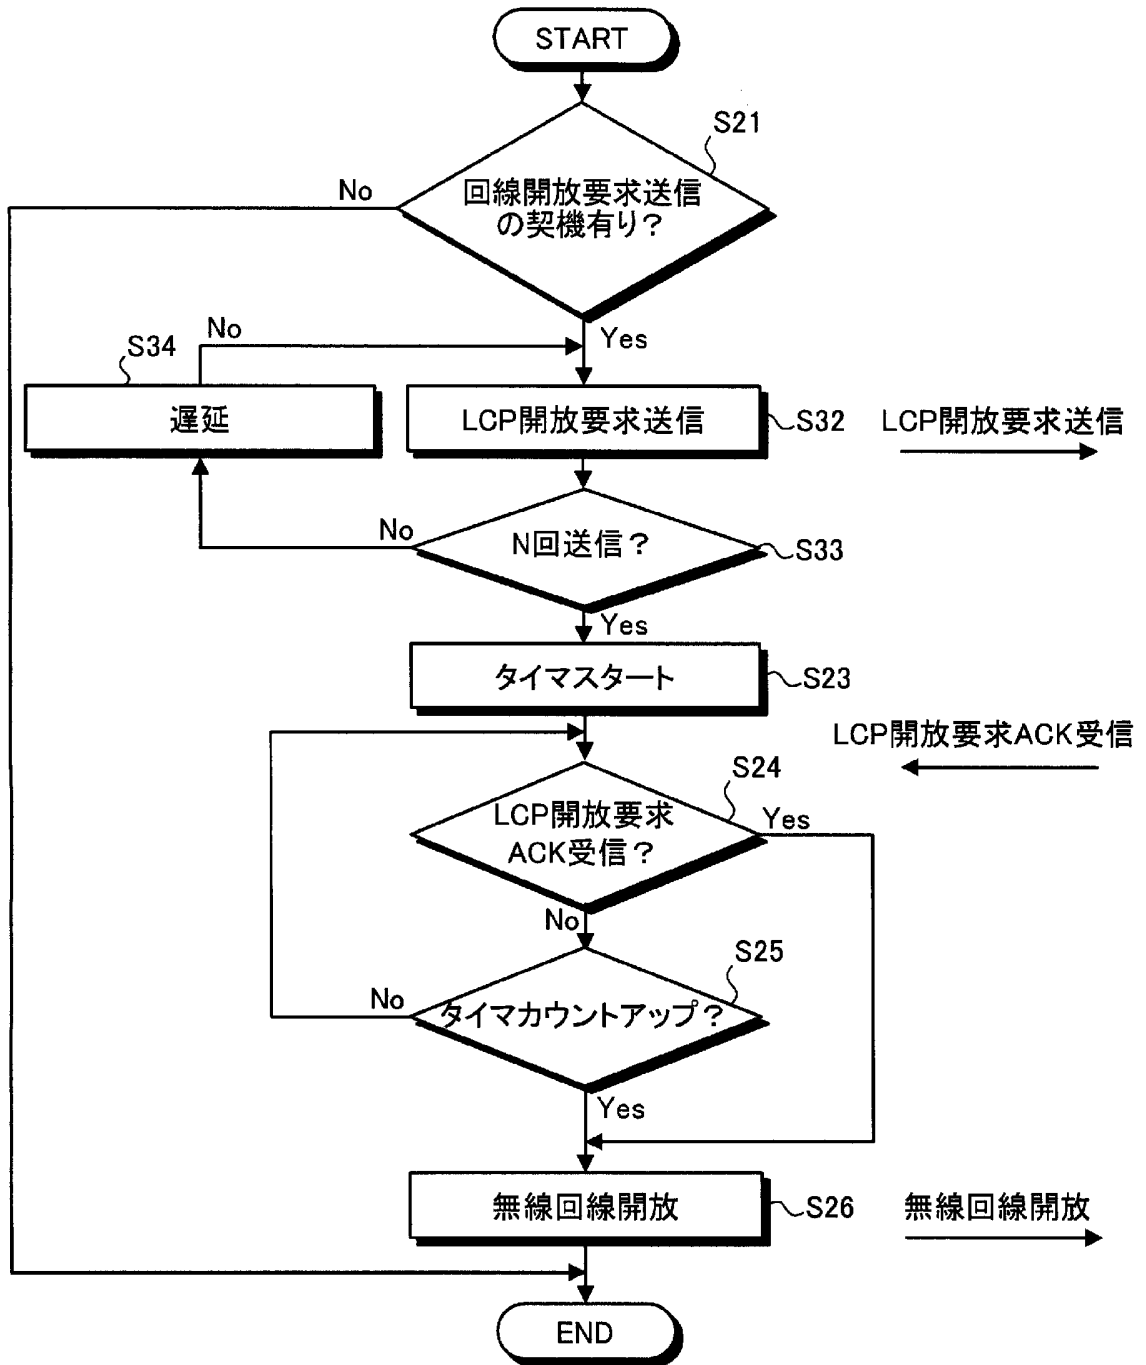 START
S21
No
回線開放要求送信
の契機有り？
Yes
No
S34
遅延
LCP開放要求送信
S32
LCP開放要求送信
No
N回送信？
S33
Yes
タイマスタート
S23
LCP開放要求ACK受信
S24
LCP開放要求
ACK受信？
Yes
No
S25
No
タイマカウントアップ？
Yes
無線回線開放
S26
無線回線開放
END